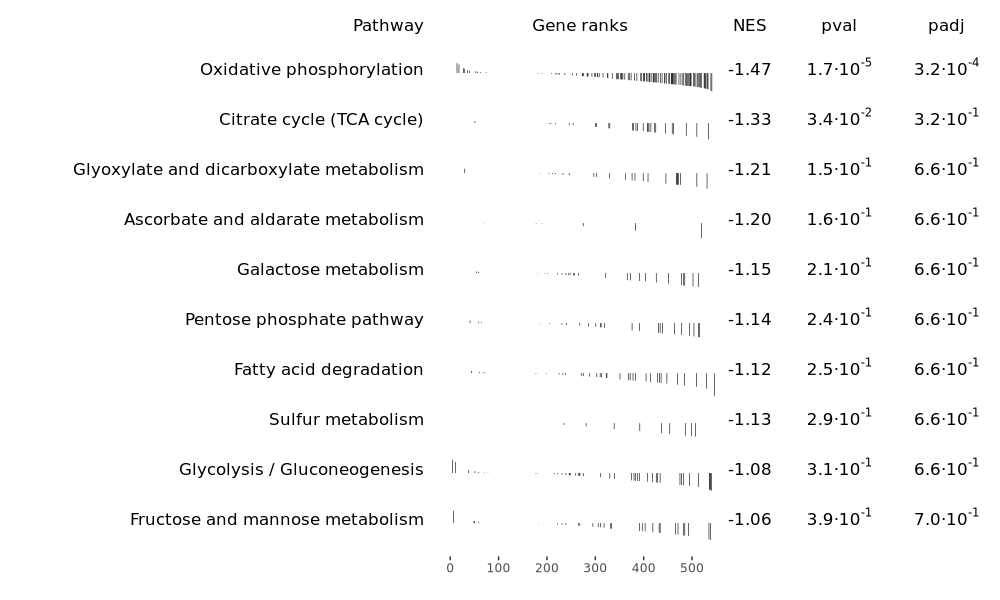 Pathway Gene ranks NES pval padj
Oxidative phosphorylation -1.47 1.7·10⁻⁵ 3.2·10⁻⁴
Citrate cycle (TCA cycle) -1.33 3.4·10⁻² 3.2·10⁻¹
Glyoxylate and dicarboxylate metabolism -1.21 1.5·10⁻¹ 6.6·10⁻¹
Ascorbate and aldarate metabolism -1.20 1.6·10⁻¹ 6.6·10⁻¹
Galactose metabolism -1.15 2.1·10⁻¹ 6.6·10⁻¹
Pentose phosphate pathway -1.14 2.4·10⁻¹ 6.6·10⁻¹
Fatty acid degradation -1.12 2.5·10⁻¹ 6.6·10⁻¹
Sulfur metabolism -1.13 2.9·10⁻¹ 6.6·10⁻¹
Glycolysis / Gluconeogenesis -1.08 3.1·10⁻¹ 6.6·10⁻¹
Fructose and mannose metabolism -1.06 3.9·10⁻¹ 7.0·10⁻¹
0 100 200 300 400 500